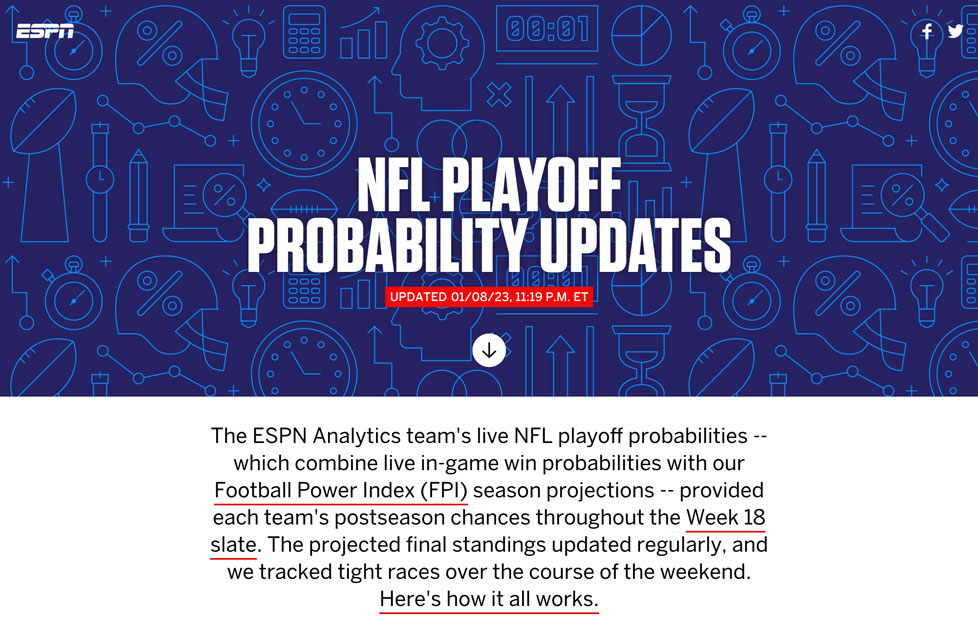 ESPN
00:01
NFL PLAYOFF
PROBABILITY UPDATES
00:01
UPDATED 01/08/23, 11:19 P.M. ET
The ESPN Analytics team's live NFL playoff probabilities --
which combine live in-game win probabilities with our
Football Power Index (FPI) season projections -- provided
each team's postseason chances throughout the Week 18
slate. The projected final standings updated regularly, and
we tracked tight races over the course of the weekend.
Here's how it all works.